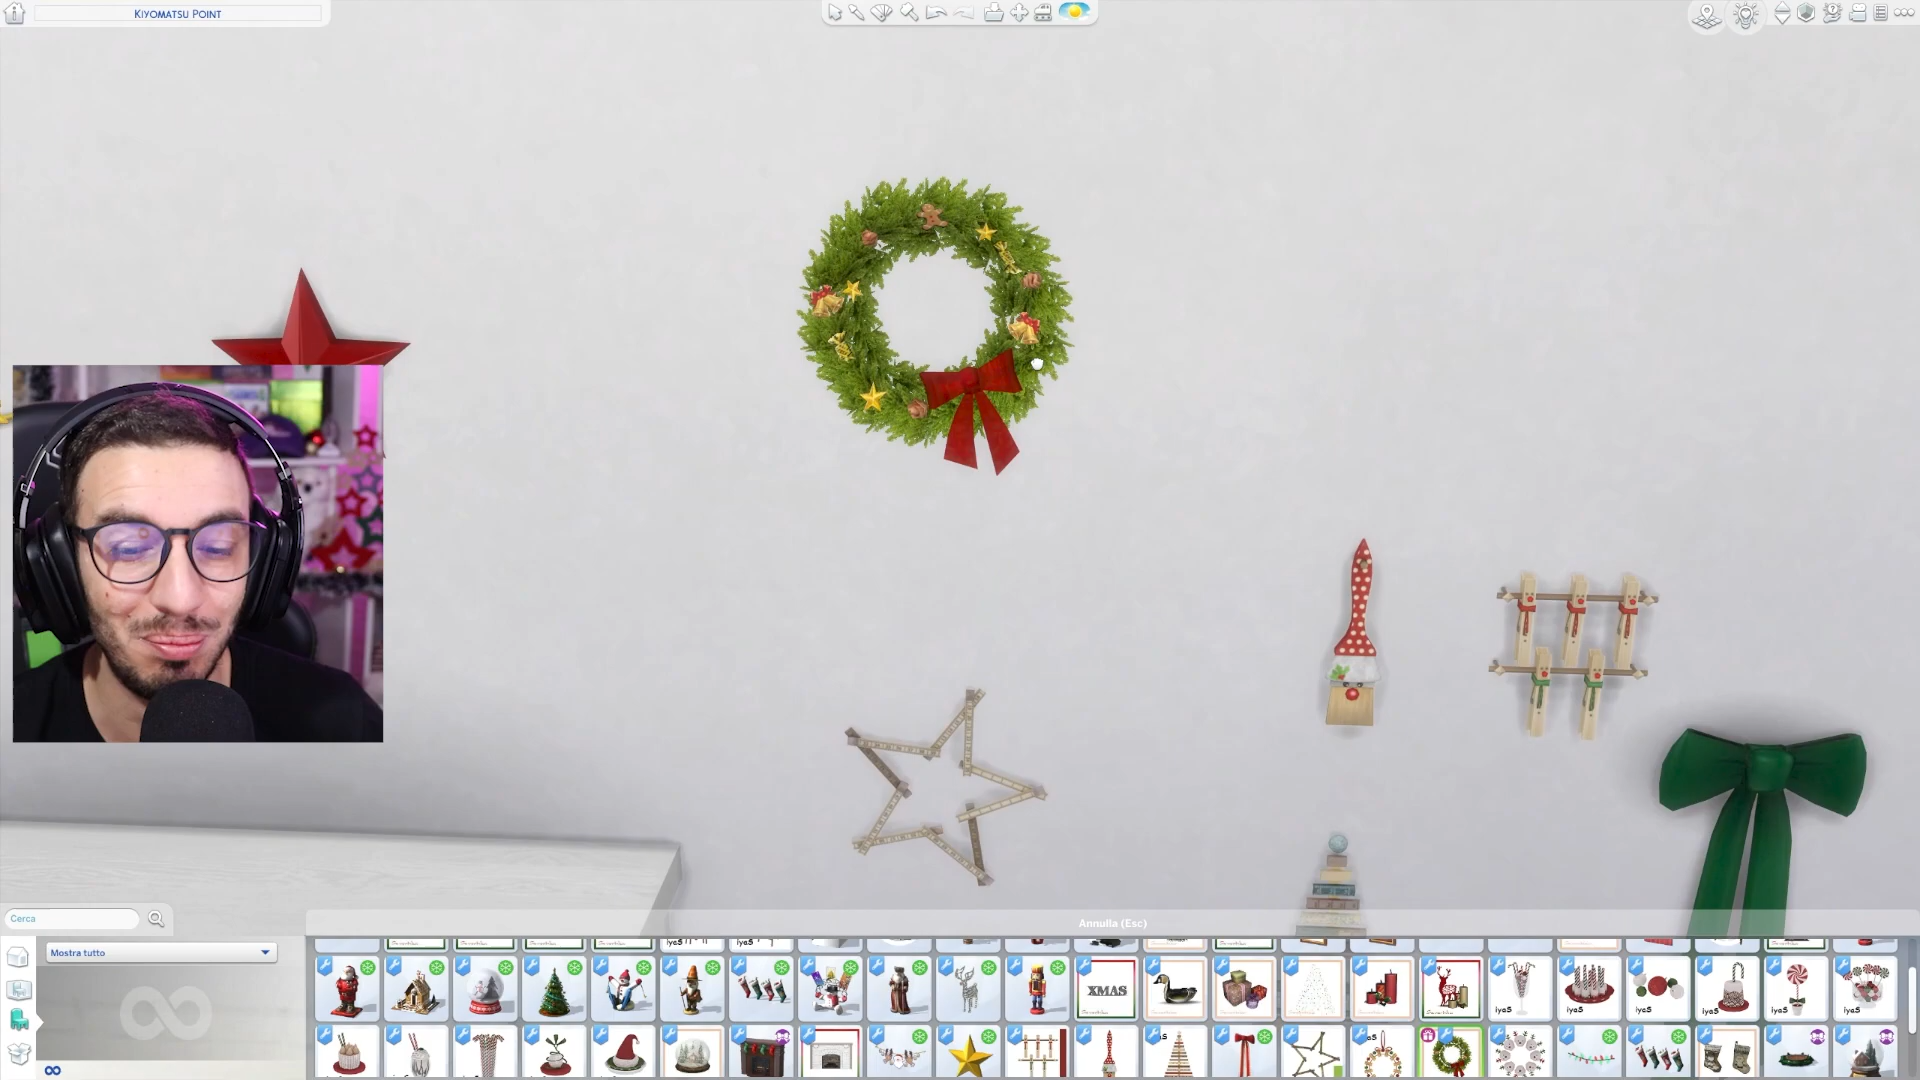 Kiyomatsu Point
Cerca
Annulla (Esc)
Mostra tutto
XMAS
iyaS
iyaS
iyaS
iyaS
iyaS
iyaS